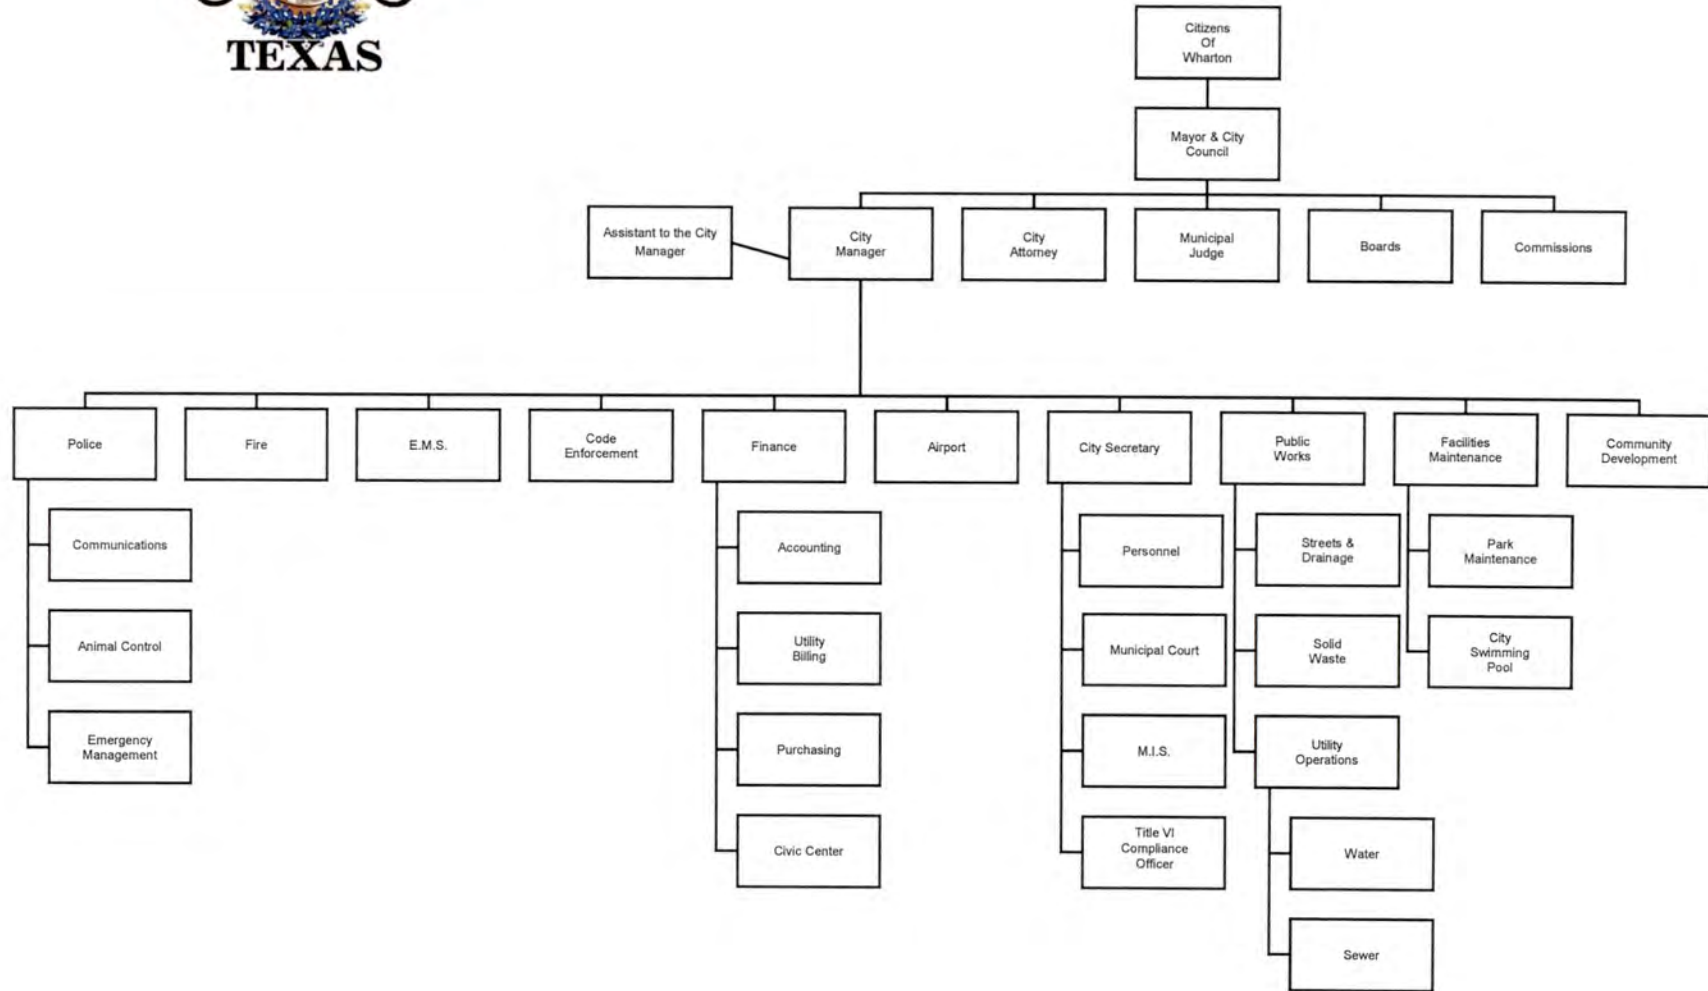 TEXAS
Citizens
Of
Wharton
Mayor & City
Council
Assistant to the City
Manager
City
Manager
City
Attorney
Municipal
Judge
Boards
Commissions
Police
Fire
E.M.S.
Code
Enforcement
Finance
Airport
City Secretary
Public
Works
Facilities
Maintenance
Community
Development
Communications
Animal Control
Emergency
Management
Accounting
Utility
Billing
Purchasing
Civic Center
Personnel
Municipal Court
M.I.S.
Title VI
Compliance
Officer
Streets &
Drainage
Solid
Waste
Utility
Operations
Water
Sewer
Park
Maintenance
City
Swimming
Pool